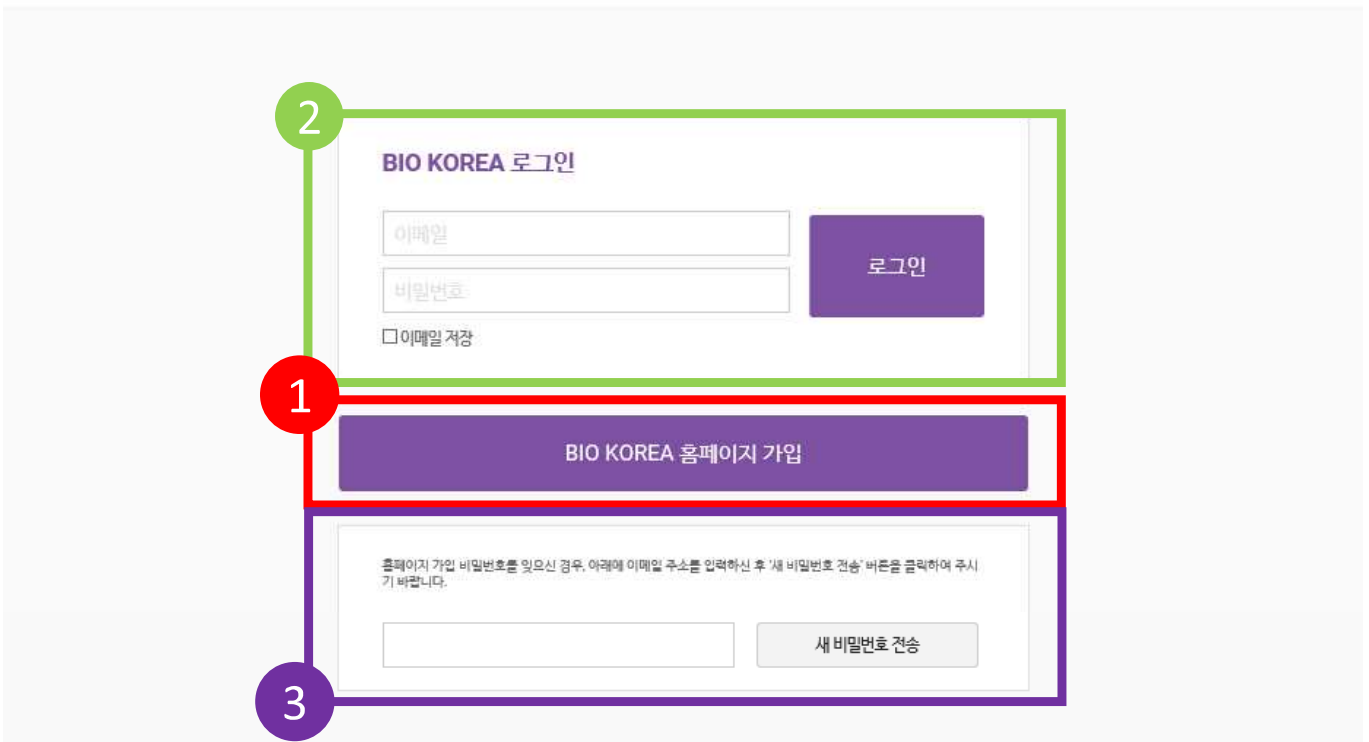 2
BIO KOREA 로그인
이메일
로그인
비밀번호
이메일 저장
1
BIO KOREA 홈페이지 가입
홈페이지 가입 비밀번호를 잊으신 경우, 아래에 이메일 주소를 입력하신 후 '새 비밀번호 전송' 버튼을 클릭하여 주시
기 바랍니다.
새 비밀번호 전송
3